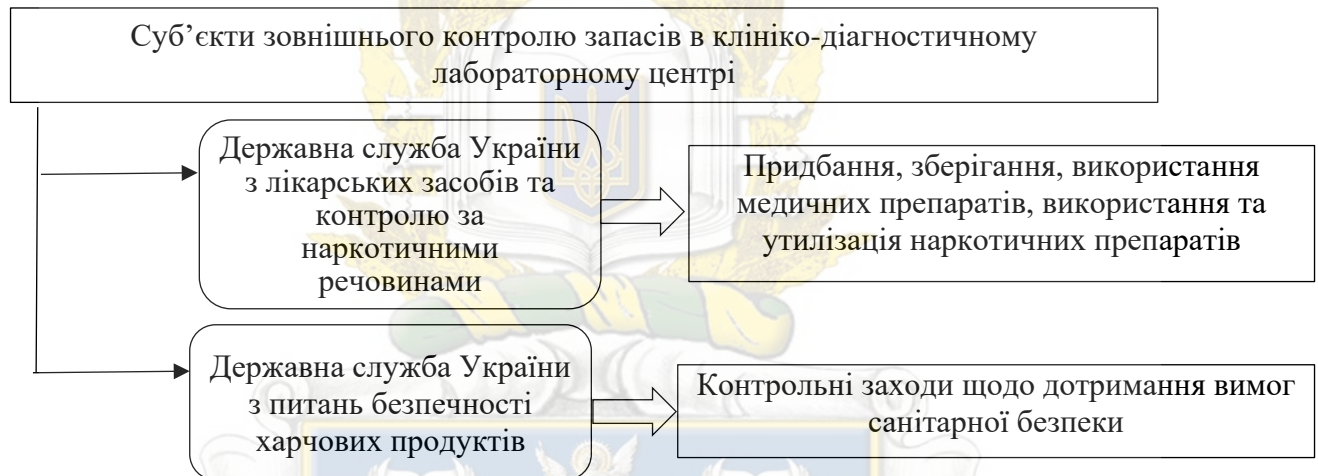 Суб’єкти зовнішнього контролю запасів в клініко-діагностичному
лабораторному центрі
Державна служба України
з лікарських засобів та
контролю за
наркотичними
речовинами
Придбання, зберігання, використання
медичних препаратів, використання та
утилізація наркотичних препаратів
Державна служба України
з питань безпечності
харчових продуктів
Контрольні заходи щодо дотримання вимог
санітарної безпеки